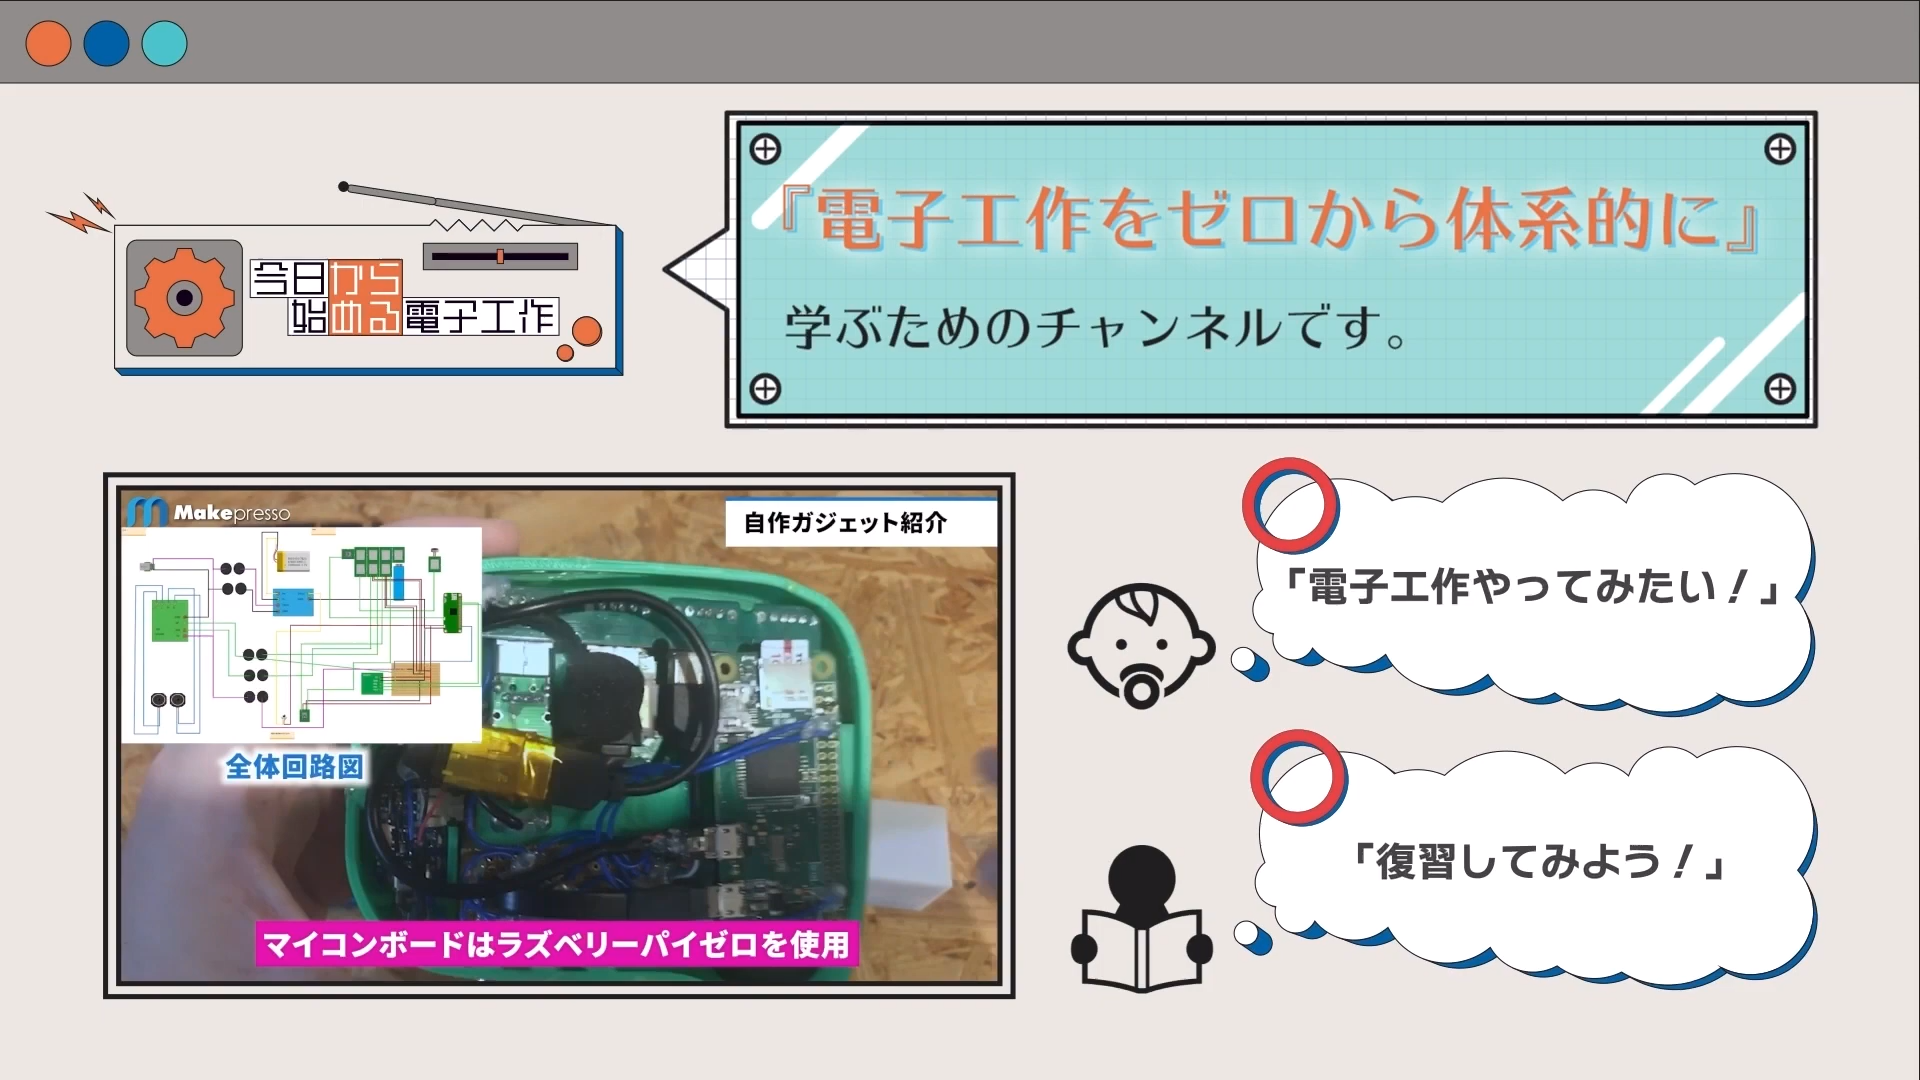 今日から
始める電子工作
『電子工作をゼロから体系的に』
学ぶためのチャンネルです。
Makepresso
自作ガジェット紹介
全体回路図
マイコンボードはラズベリーパイゼロを使用
「電子工作やってみたい！」
「復習してみよう！」